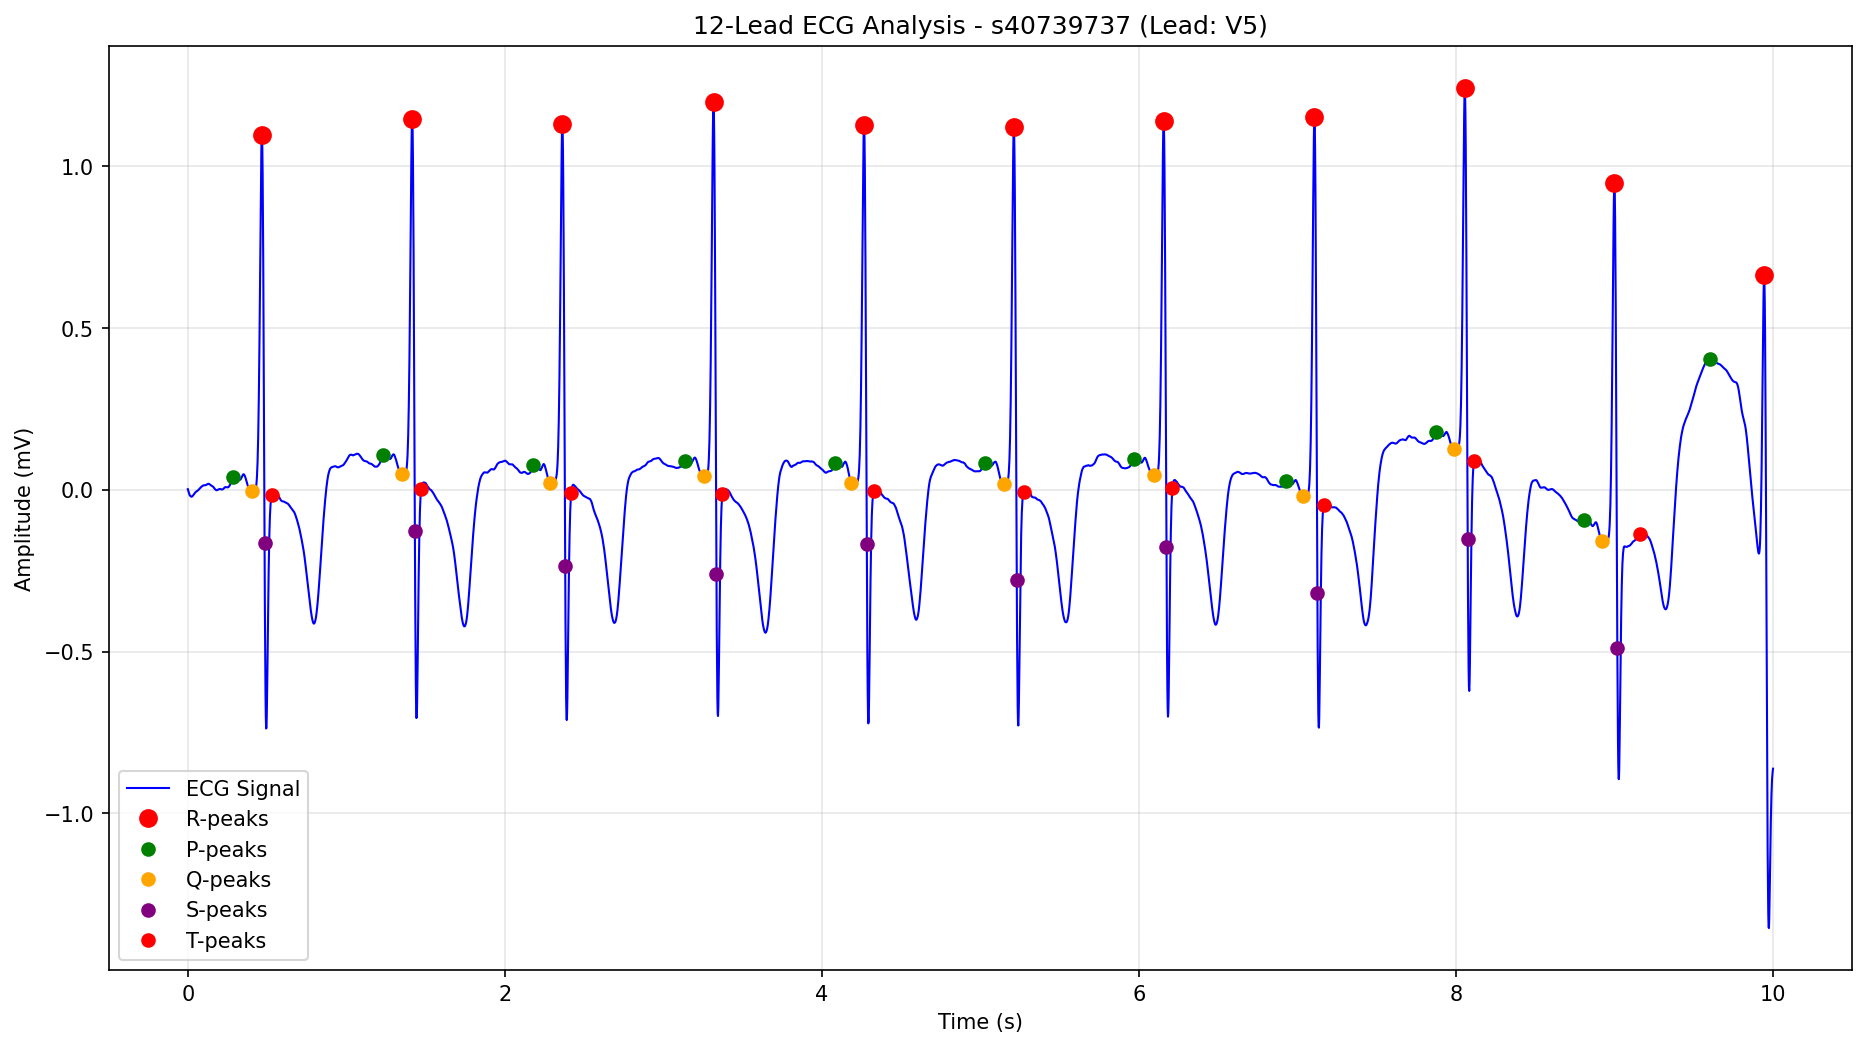 12-Lead ECG Analysis - s40739737 (Lead: V5)
Amplitude (mV)
1.0
0.5
0.0
−0.5
−1.0
ECG Signal
R-peaks
P-peaks
Q-peaks
S-peaks
T-peaks
0 2 4 6 8 10
Time (s)